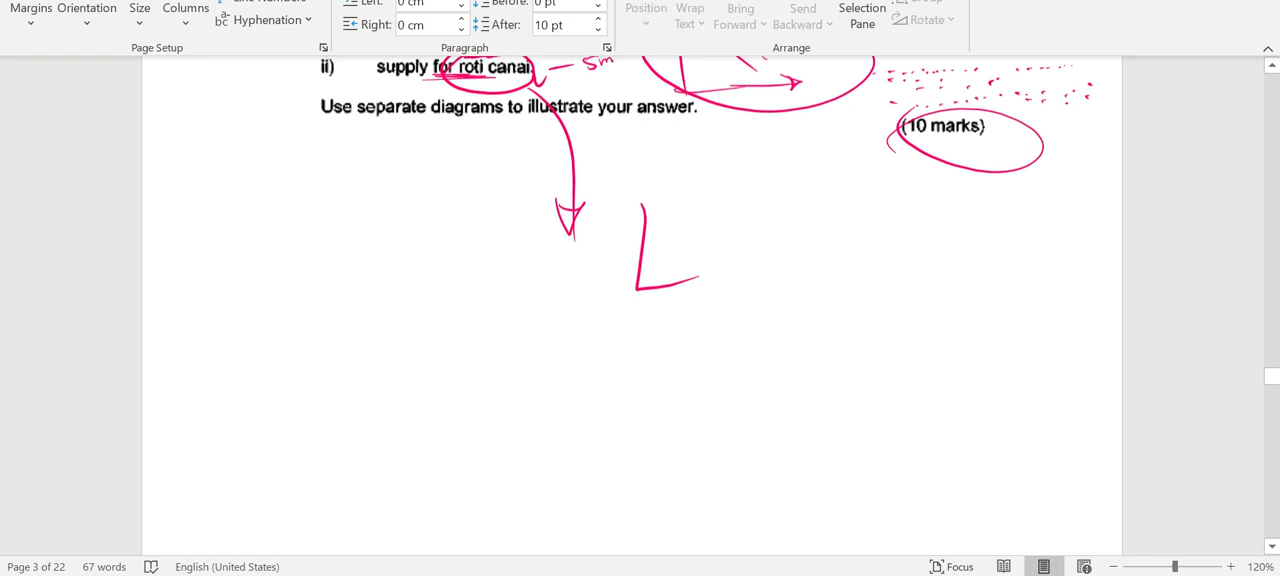 Margins Orientation Size Columns Hyphenation
Left: 0 cm Before: 0 pt
Right: 0 cm After: 10 pt
Position Wrap Text Bring Forward Send Backward Selection Pane Rotate
Page Setup Paragraph Arrange
ii) supply for roti canai. – Sm
Use separate diagrams to illustrate your answer.
(10 marks)
Page 3 of 22 67 words English (United States) Focus 120%